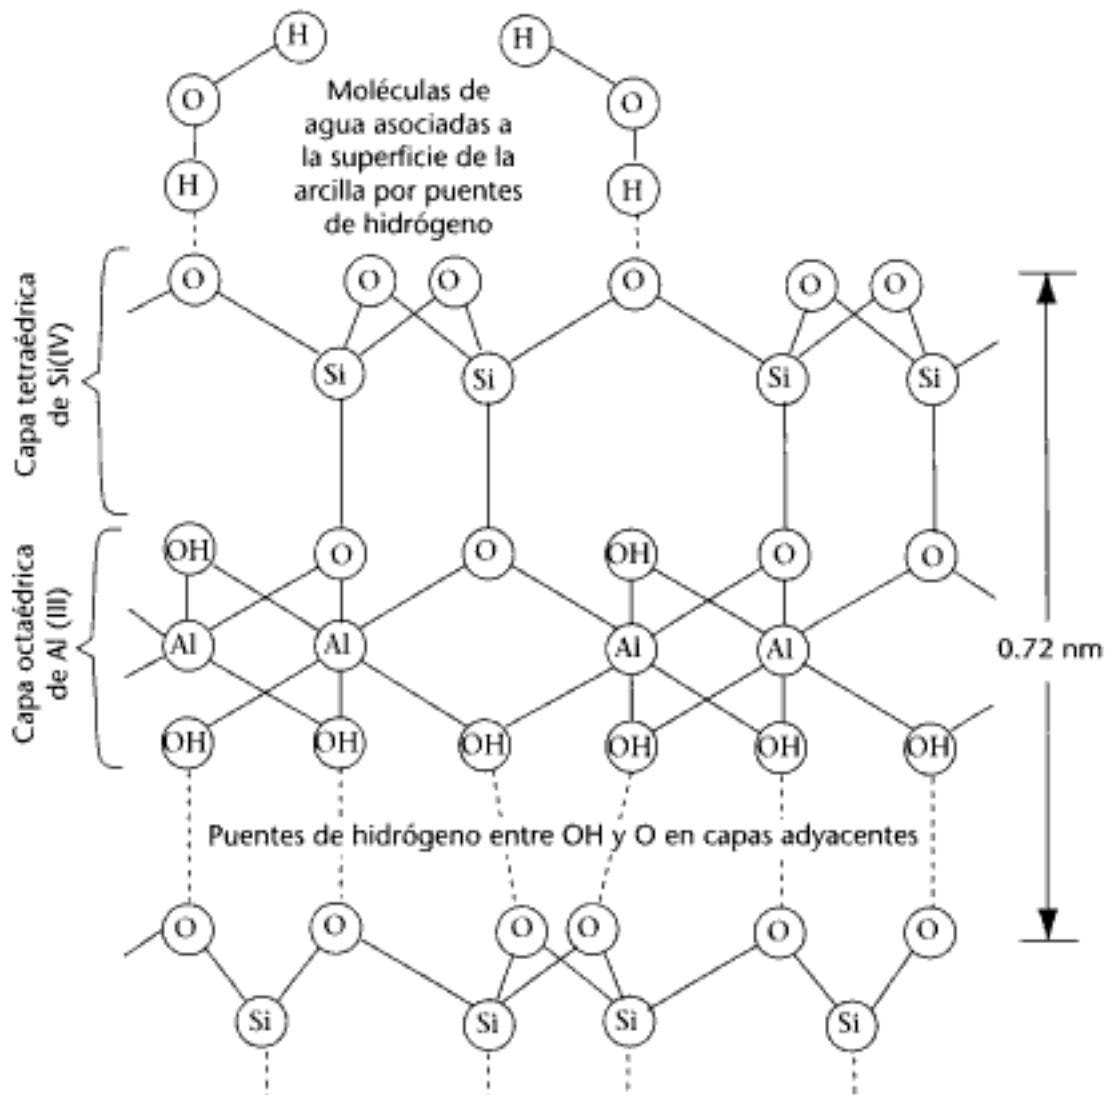 H
H
O
O
Moléculas de
agua asociadas a
la superficie de la
arcilla por puentes
de hidrógeno
H
H
O
O
O
O
O
O
Capa tetraédrica
de Si(IV)
Si
Si
Si
Si
OH
O
O
OH
O
O
Capa octaédrica
de Al (III)
Al
Al
Al
Al
0.72 nm
OH
OH
OH
OH
OH
OH
Puentes de hidrógeno entre OH y O en capas adyacentes
O
O
O
O
O
O
Si
Si
Si
Si